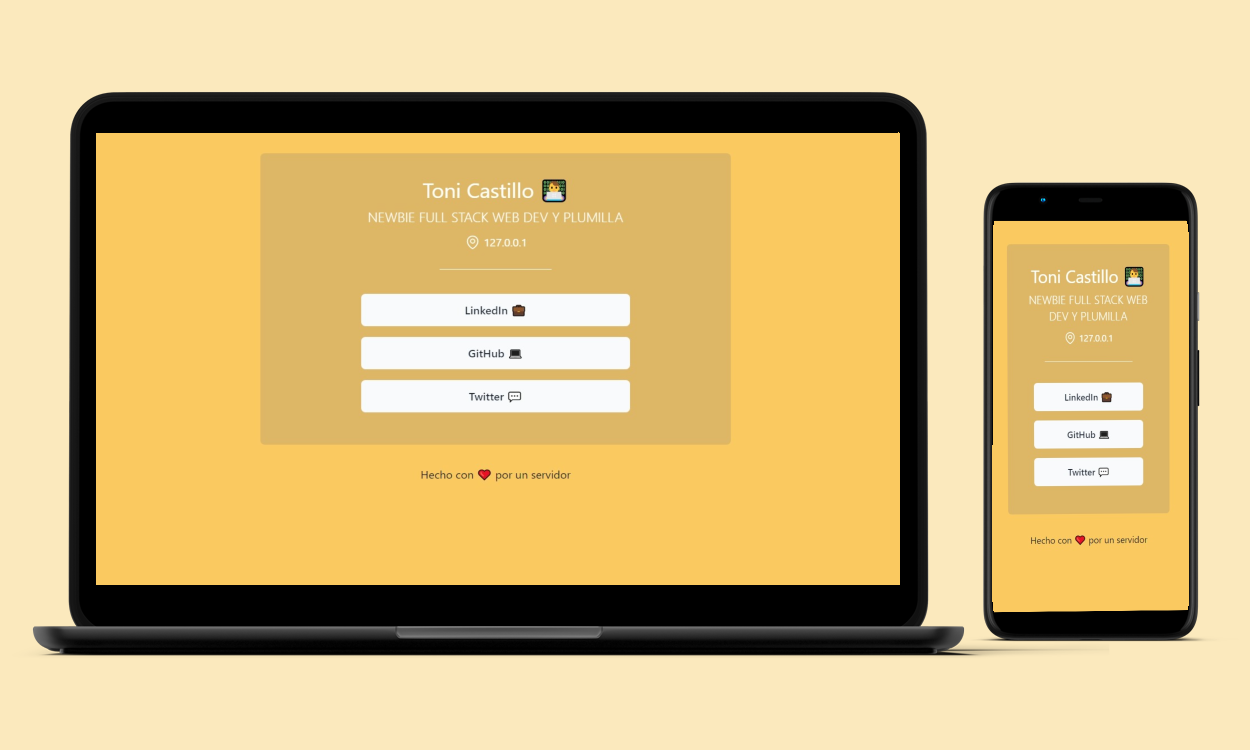 Toni Castillo 👨‍💻
NEWBIE FULL STACK WEB DEV Y PLUMILLA
127.0.0.1
LinkedIn 💼
GitHub 💻
Twitter 💬
Hecho con ❤️ por un servidor
Toni Castillo 👨‍💻
NEWBIE FULL STACK WEB
DEV Y PLUMILLA
127.0.0.1
LinkedIn 💼
GitHub 💻
Twitter 💬
Hecho con ❤️ por un servidor